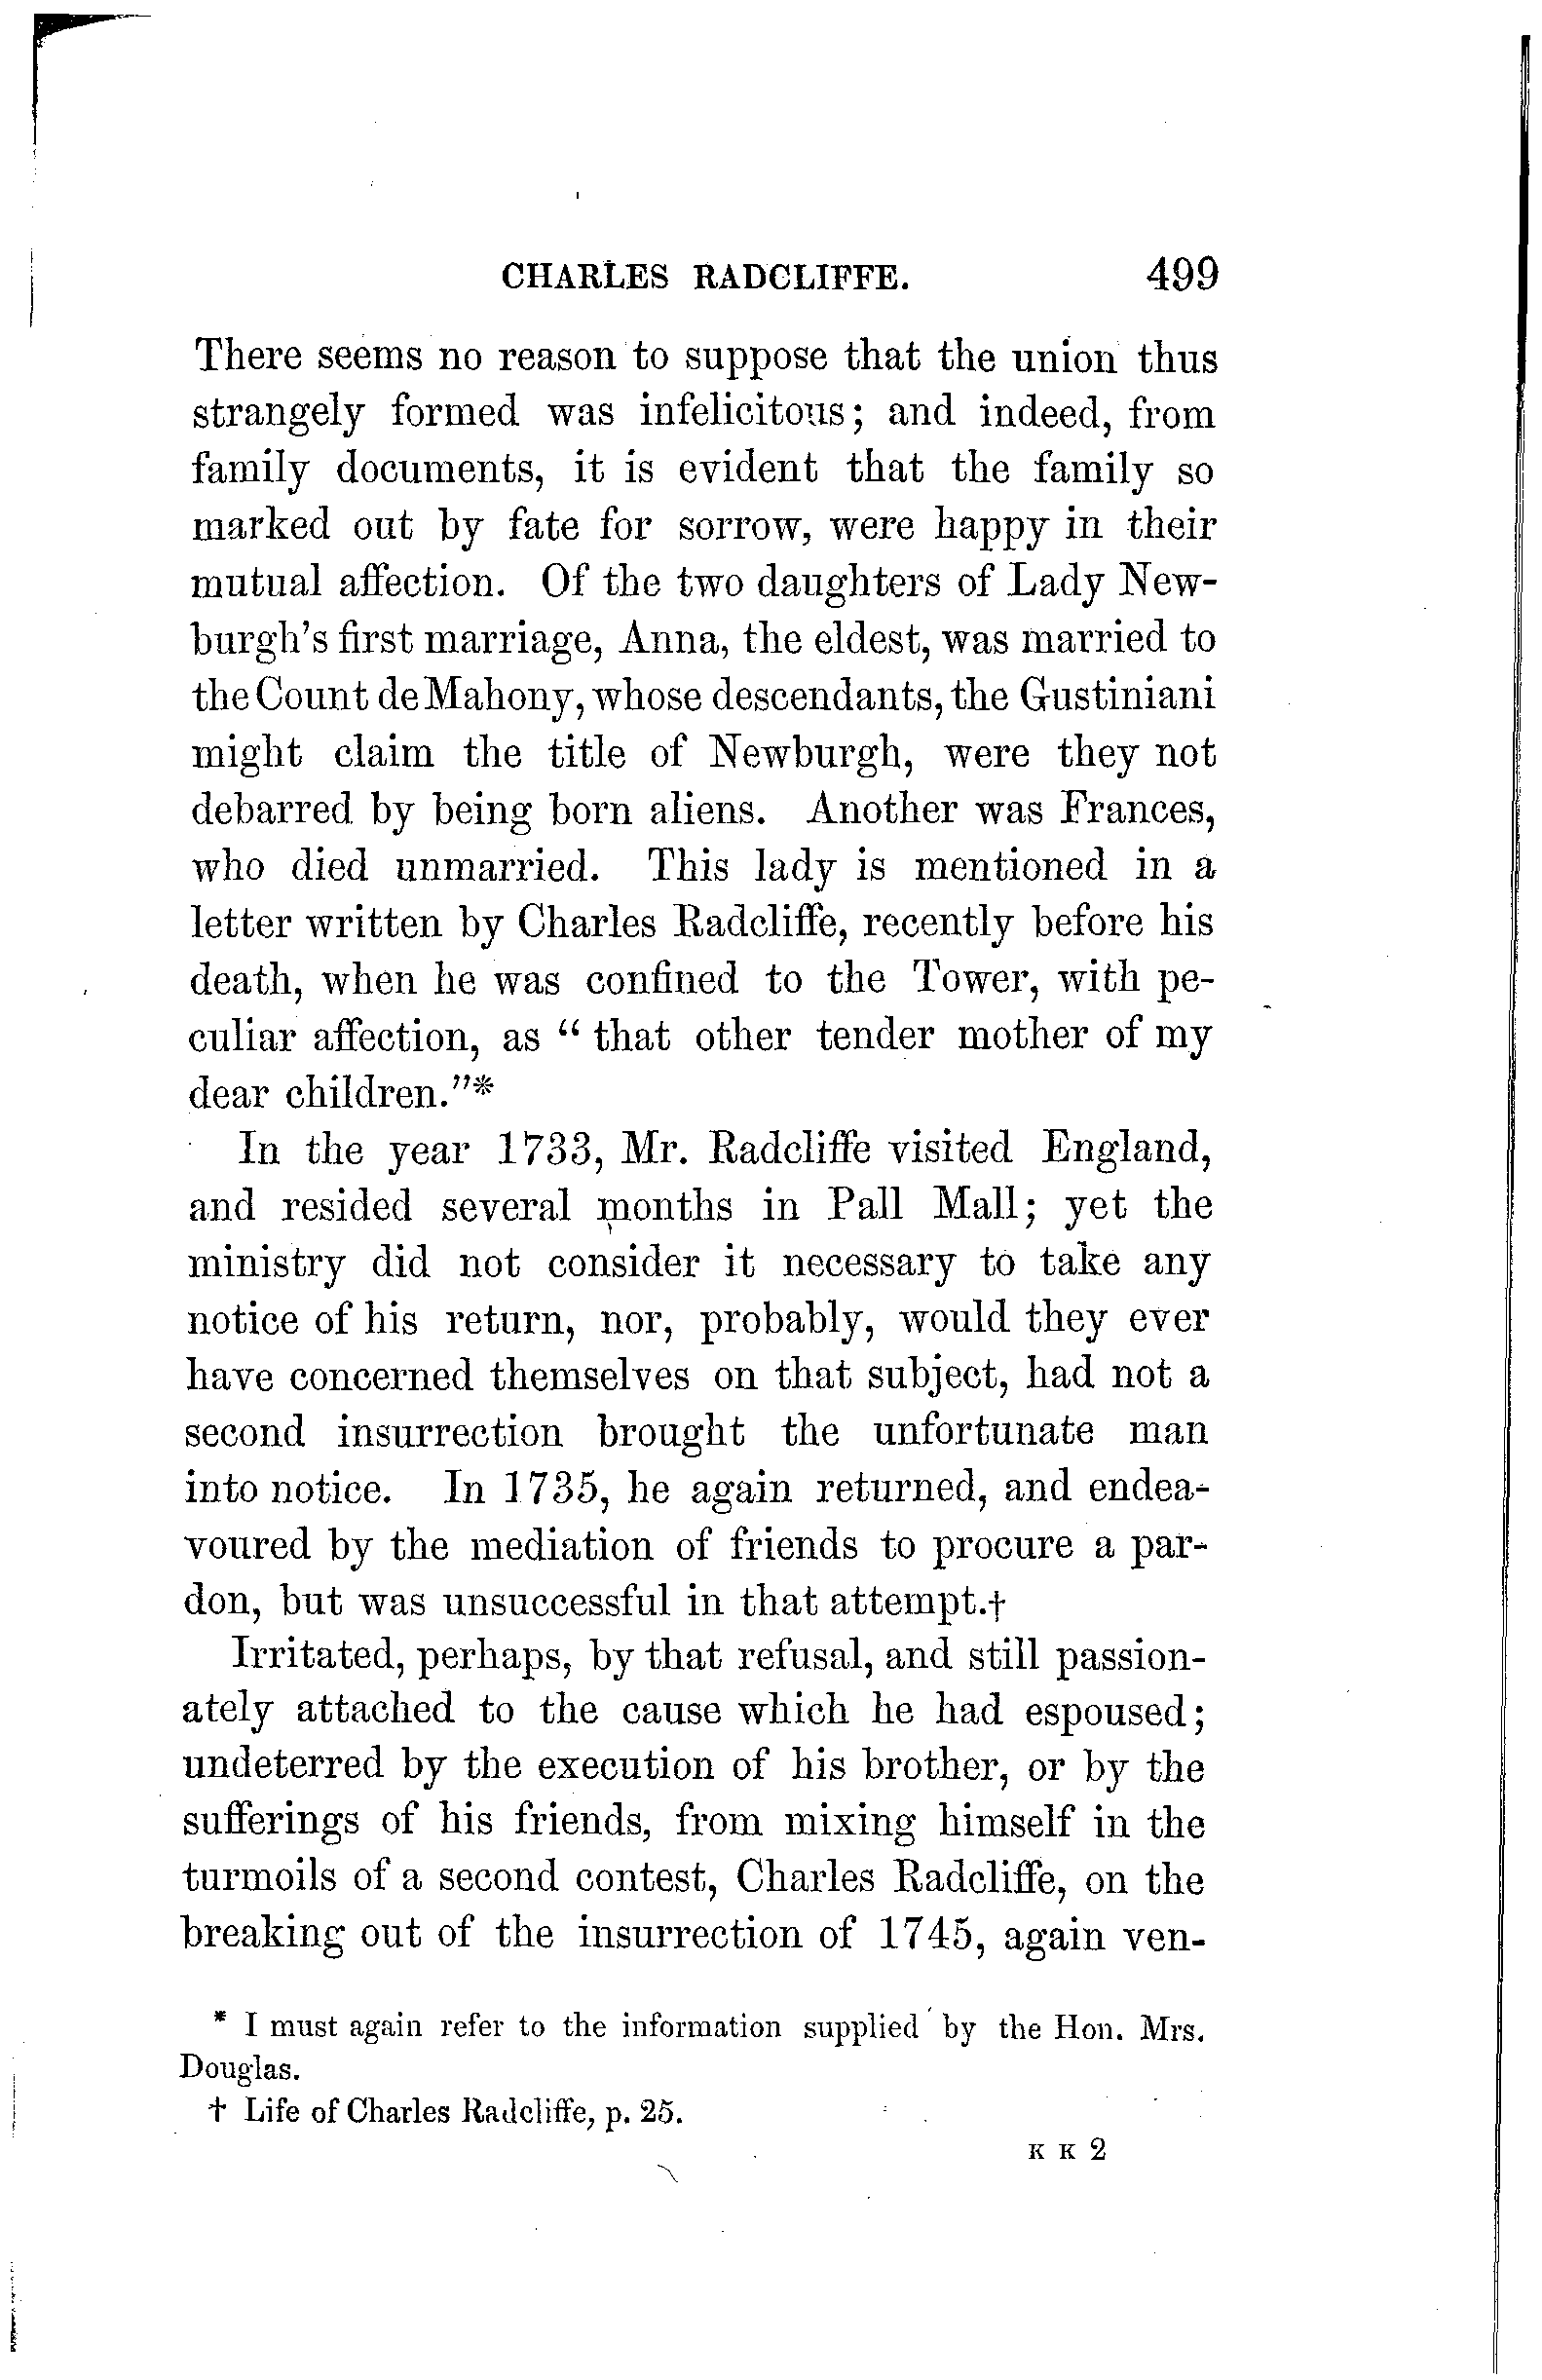 CHARLES RADCLIFFE. 499
There seems no reason to suppose that the union thus
strangely formed was infelicitous; and indeed, from
family documents, it is evident that the family so
marked out by fate for sorrow, were happy in their
mutual affection. Of the two daughters of Lady New-
burgh's first marriage, Anna, the eldest, was married to
the Count de Mahony, whose descendants, the Gustiniani
might claim the title of Newburgh, were they not
debarred by being born aliens. Another was Frances,
who died unmarried. This lady is mentioned in a
letter written by Charles Radcliffe, recently before his
death, when he was confined to the Tower, with pe-
culiar affection, as “ that other tender mother of my
dear children.”*
In the year 1733, Mr. Radcliffe visited England,
and resided several months in Pall Mall; yet the
ministry did not consider it necessary to take any
notice of his return, nor, probably, would they ever
have concerned themselves on that subject, had not a
second insurrection brought the unfortunate man
into notice. In 1735, he again returned, and endea-
voured by the mediation of friends to procure a par-
don, but was unsuccessful in that attempt.†
Irritated, perhaps, by that refusal, and still passion-
ately attached to the cause which he had espoused;
undeterred by the execution of his brother, or by the
sufferings of his friends, from mixing himself in the
turmoils of a second contest, Charles Radcliffe, on the
breaking out of the insurrection of 1745, again ven-
* I must again refer to the information supplied by the Hon. Mrs.
Douglas.
† Life of Charles Radcliffe, p. 25.
K K 2